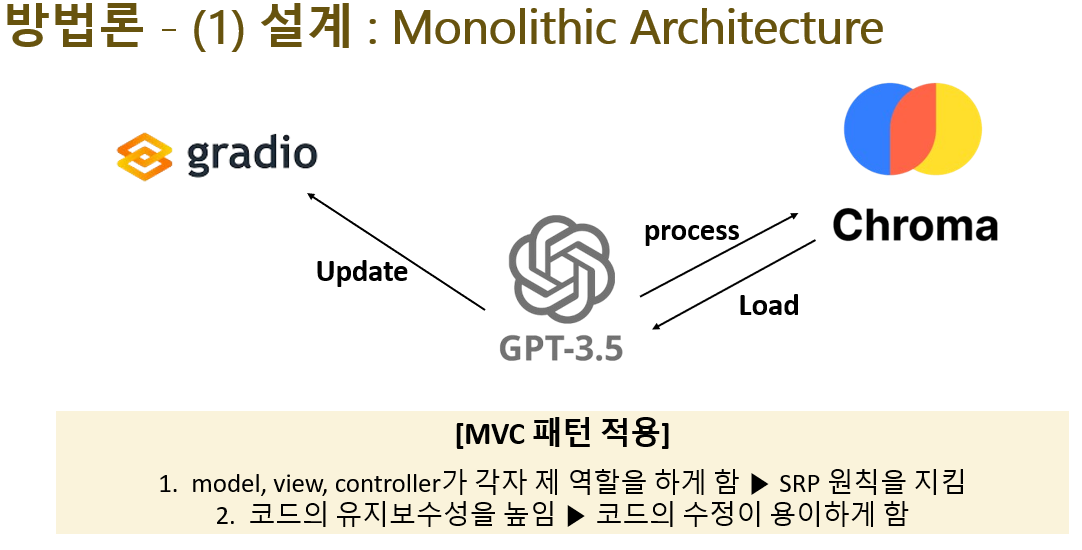 방법론 - (1) 설계 : Monolithic Architecture
gradio
Chroma
process
Update
Load
GPT-3.5
[MVC 패턴 적용]
1. model, view, controller가 각자 제 역할을 하게 함 ▶ SRP 원칙을 지킴
2. 코드의 유지보수성을 높임 ▶ 코드의 수정이 용이하게 함